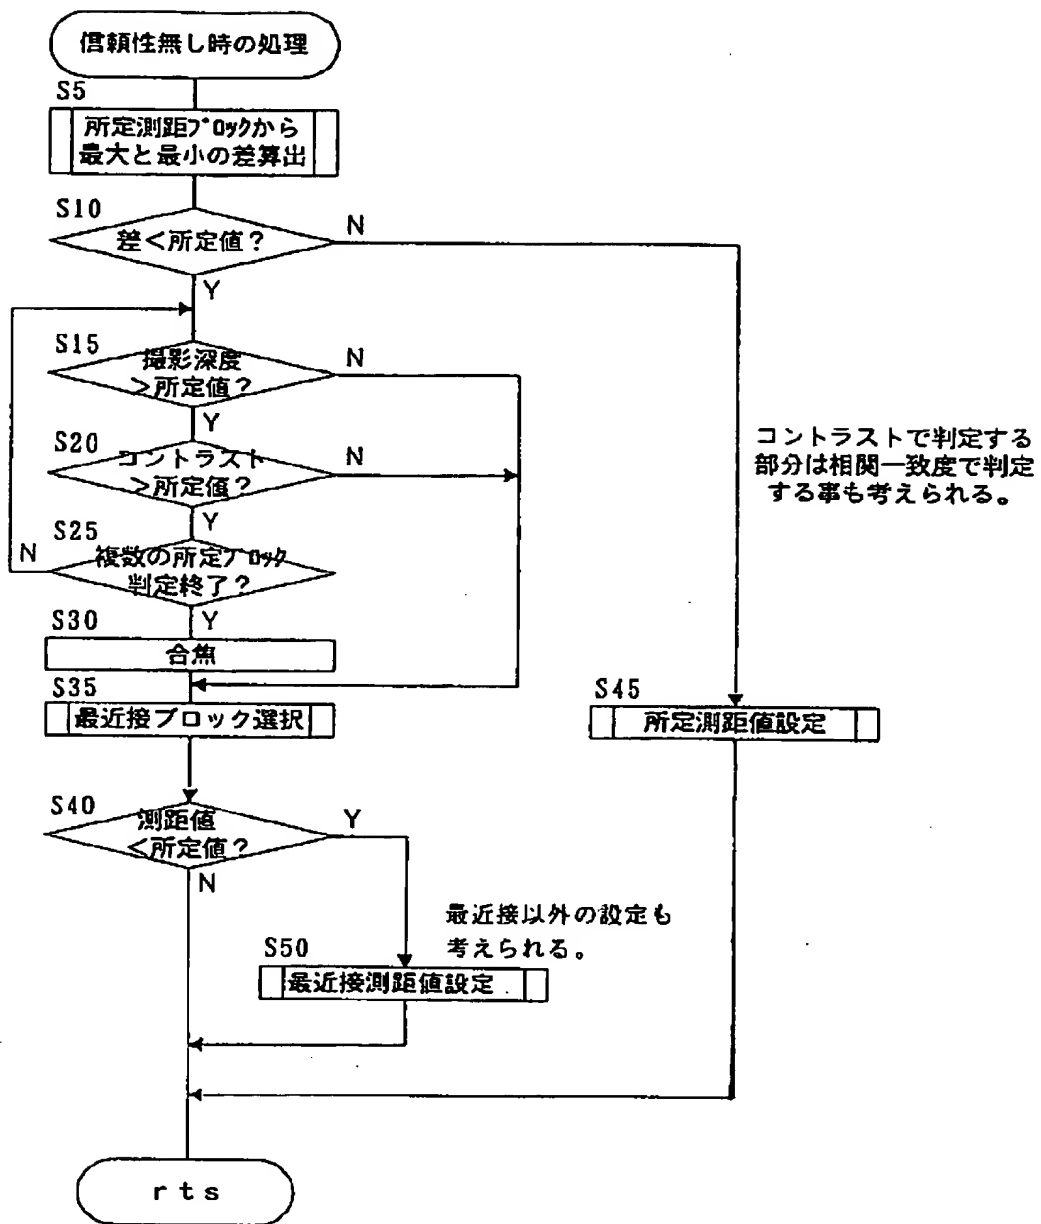 信頼性無し時の処理
S5
所定測距ブロックから
最大と最小の差算出
S10
差<所定値?
N
Y
S15
撮影深度
>所定値?
N
Y
S20
コントラスト
>所定値?
N
Y
コントラストで判定する
部分は相関一致度で判定
する事も考えられる。
S25
複数の所定ブロック
判定終了?
N
Y
S30
合焦
S35
最近接ブロック選択
S45
所定測距値設定
S40
測距値
<所定値?
Y
N
最近接以外の設定も
考えられる。
S50
最近接測距値設定
rts